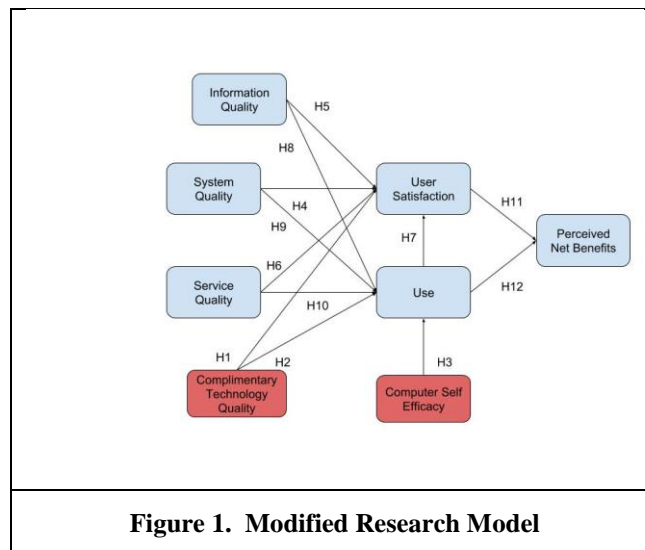 Information
Quality
H5
H8
System
Quality
User
Satisfaction
H4
H11
H9
H7
Perceived
Net Benefits
H6
Service
Quality
Use
H12
H10
H1
H2
H3
Complimentary
Technology
Quality
Computer Self
Efficacy
Figure 1. Modified Research Model